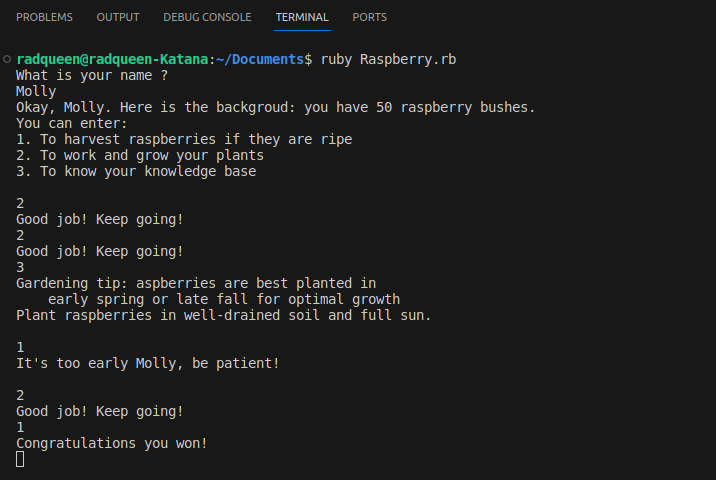 PROBLEMS OUTPUT DEBUG CONSOLE TERMINAL PORTS
radqueen@radqueen-Katana:~/Documents$ ruby Raspberry.rb
What is your name ?
Molly
Okay, Molly. Here is the backgroud: you have 50 raspberry bushes.
You can enter:
1. To harvest raspberries if they are ripe
2. To work and grow your plants
3. To know your knowledge base
2
Good job! Keep going!
2
Good job! Keep going!
3
Gardening tip: aspberries are best planted in
early spring or late fall for optimal growth
Plant raspberries in well-drained soil and full sun.
1
It's too early Molly, be patient!
2
Good job! Keep going!
1
Congratulations you won!